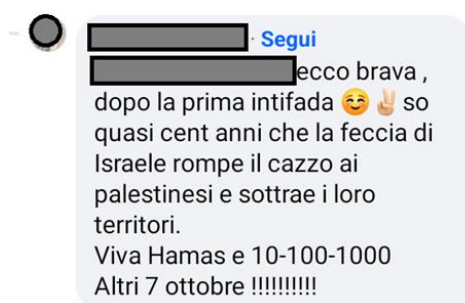 · Segui
ecco brava ,
dopo la prima intifada ☺️ ✌🏻 so
quasi cent anni che la feccia di
Israele rompe il cazzo ai
palestinesi e sottrae i loro
territori.
Viva Hamas e 10-100-1000
Altri 7 ottobre !!!!!!!!!!